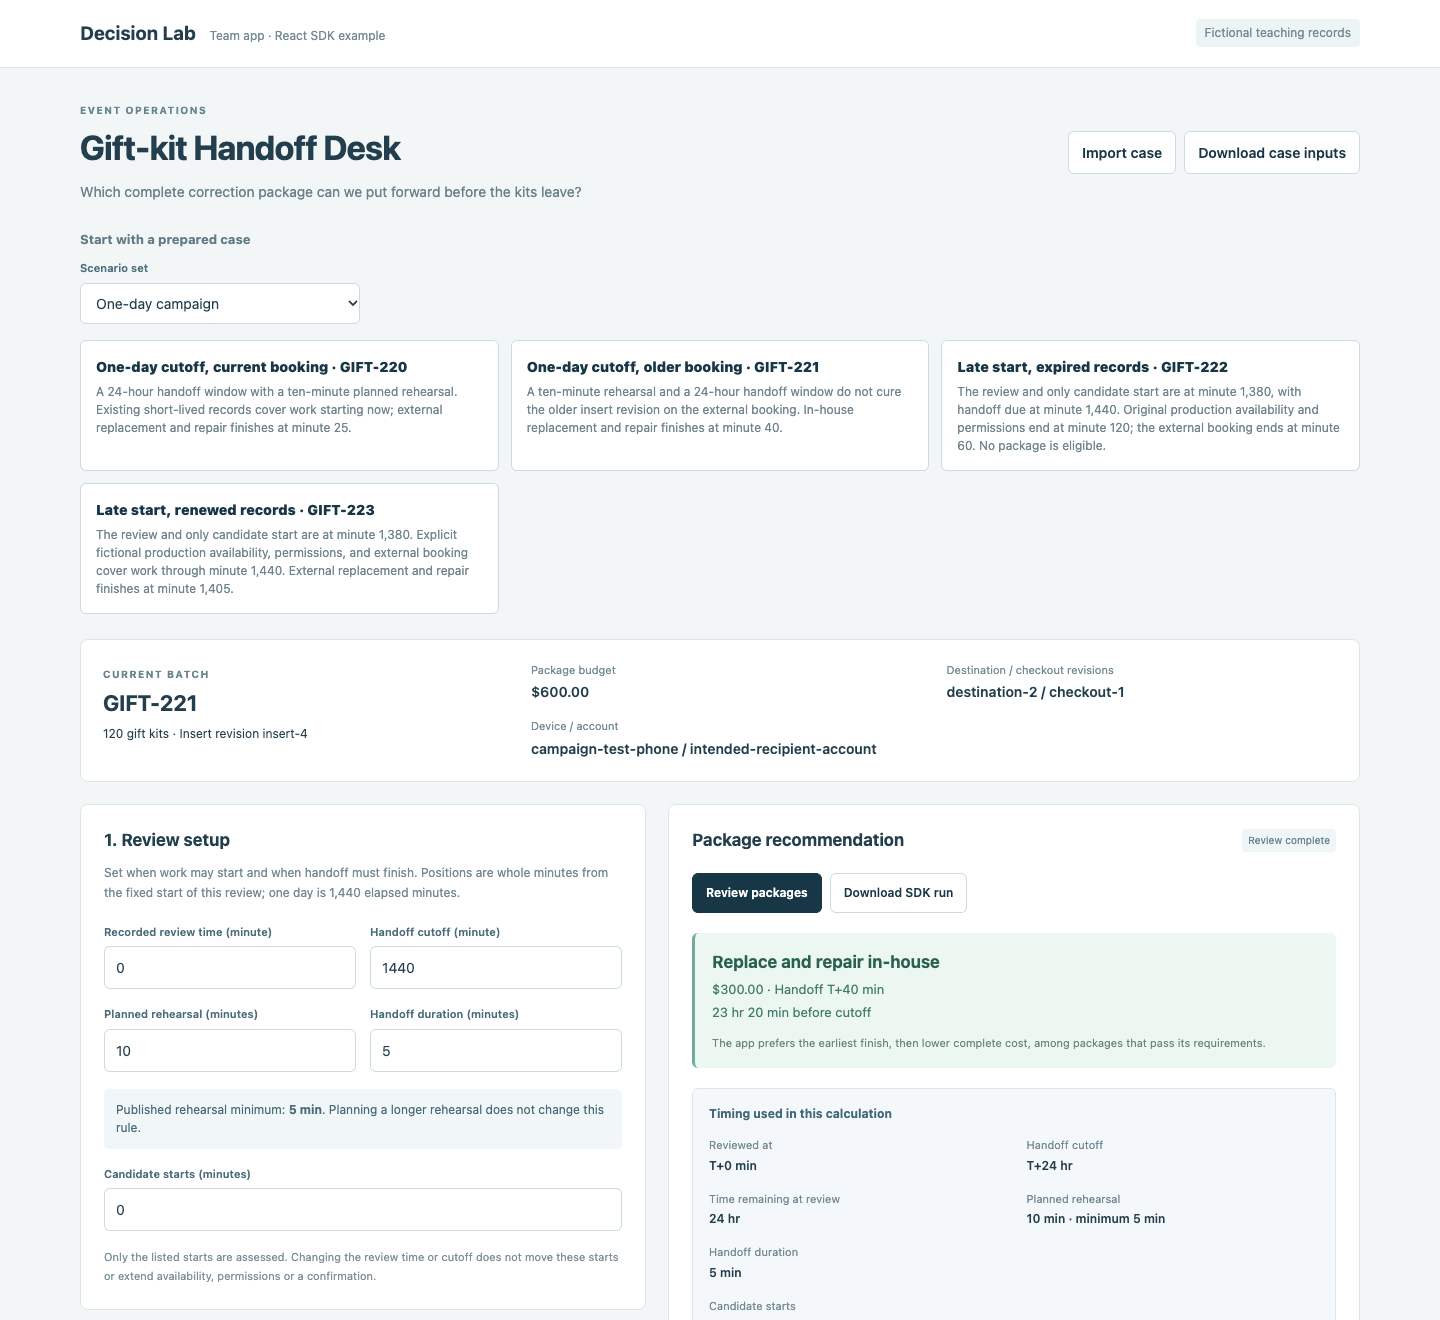 Decision Lab
Team app · React SDK example
Fictional teaching records
EVENT OPERATIONS
Gift-kit Handoff Desk
Import case
Download case inputs
Which complete correction package can we put forward before the kits leave?
Start with a prepared case
Scenario set
One-day campaign
One-day cutoff, current booking · GIFT-220
A 24-hour handoff window with a ten-minute planned rehearsal.
Existing short-lived records cover work starting now; external
replacement and repair finishes at minute 25.
One-day cutoff, older booking · GIFT-221
A ten-minute rehearsal and a 24-hour handoff window do not cure
the older insert revision on the external booking. In-house
replacement and repair finishes at minute 40.
Late start, expired records · GIFT-222
The review and only candidate start are at minute 1,380, with
handoff due at minute 1,440. Original production availability and
permissions end at minute 120; the external booking ends at minute
60. No package is eligible.
Late start, renewed records · GIFT-223
The review and only candidate start are at minute 1,380. Explicit
fictional production availability, permissions, and external booking
cover work through minute 1,440. External replacement and repair
finishes at minute 1,405.
CURRENT BATCH
GIFT-221
120 gift kits · Insert revision insert-4
Package budget
$600.00
Destination / checkout revisions
destination-2 / checkout-1
Device / account
campaign-test-phone / intended-recipient-account
1. Review setup
Set when work may start and when handoff must finish. Positions are whole minutes from
the fixed start of this review; one day is 1,440 elapsed minutes.
Recorded review time (minute)
0
Handoff cutoff (minute)
1440
Planned rehearsal (minutes)
10
Handoff duration (minutes)
5
Published rehearsal minimum: 5 min. Planning a longer rehearsal does not change this
rule.
Candidate starts (minutes)
0
Only the listed starts are assessed. Changing the review time or cutoff does not move these starts
or extend availability, permissions or a confirmation.
Package recommendation
Review complete
Review packages
Download SDK run
Replace and repair in-house
$300.00 · Handoff T+40 min
23 hr 20 min before cutoff
The app prefers the earliest finish, then lower complete cost, among packages that pass its requirements.
Timing used in this calculation
Reviewed at
T+0 min
Handoff cutoff
T+24 hr
Time remaining at review
24 hr
Planned rehearsal
10 min · minimum 5 min
Handoff duration
5 min
Candidate starts